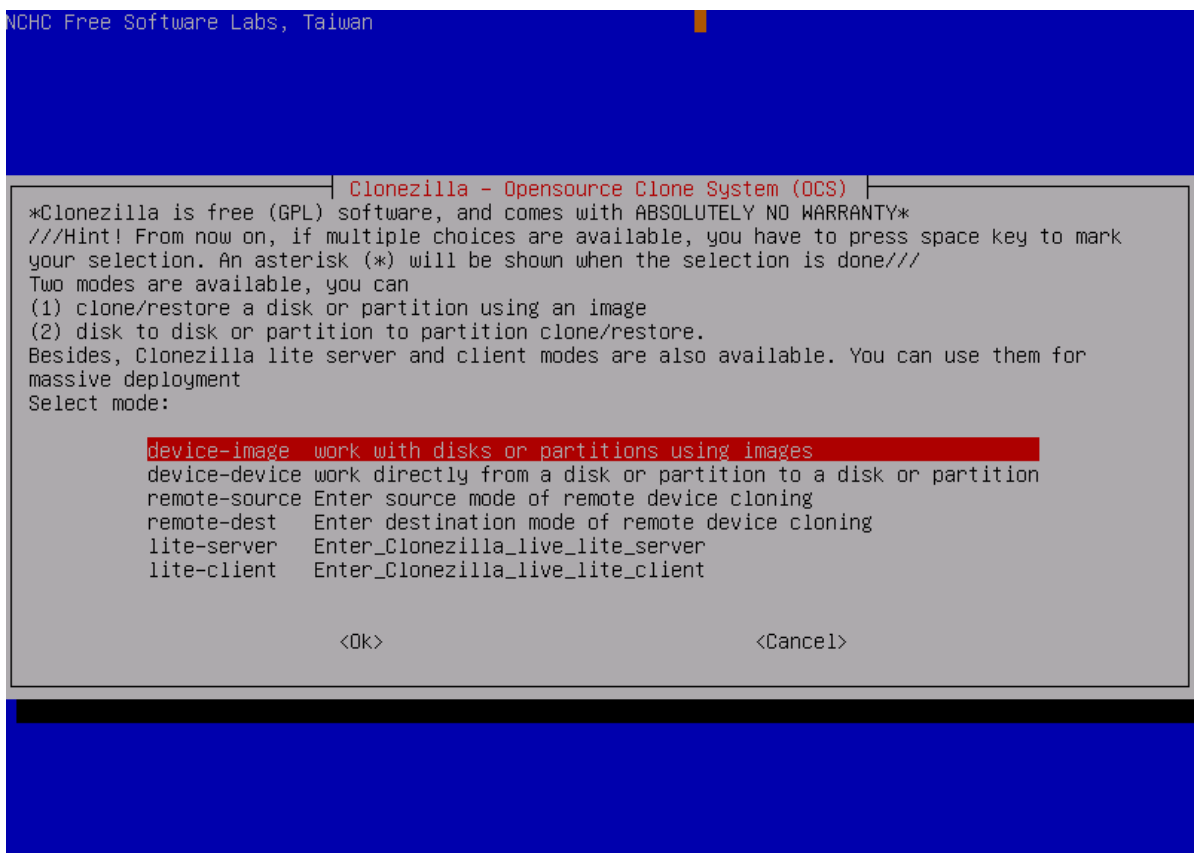 NCHC Free Software Labs, Taiwan
Clonezilla - Opensource Clone System (OCS)
*Clonezilla is free (GPL) software, and comes with ABSOLUTELY NO WARRANTY*
///Hint! From now on, if multiple choices are available, you have to press space key to mark
your selection. An asterisk (*) will be shown when the selection is done///
Two modes are available, you can
(1) clone/restore a disk or partition using an image
(2) disk to disk or partition to partition clone/restore.
Besides, Clonezilla lite server and client modes are also available. You can use them for
massive deployment
Select mode:
device-image work with disks or partitions using images
device-device work directly from a disk or partition to a disk or partition
remote-source Enter source mode of remote device cloning
remote-dest Enter destination mode of remote device cloning
lite-server Enter_Clonezilla_live_lite_server
lite-client Enter_Clonezilla_live_lite_client
<Ok> <Cancel>